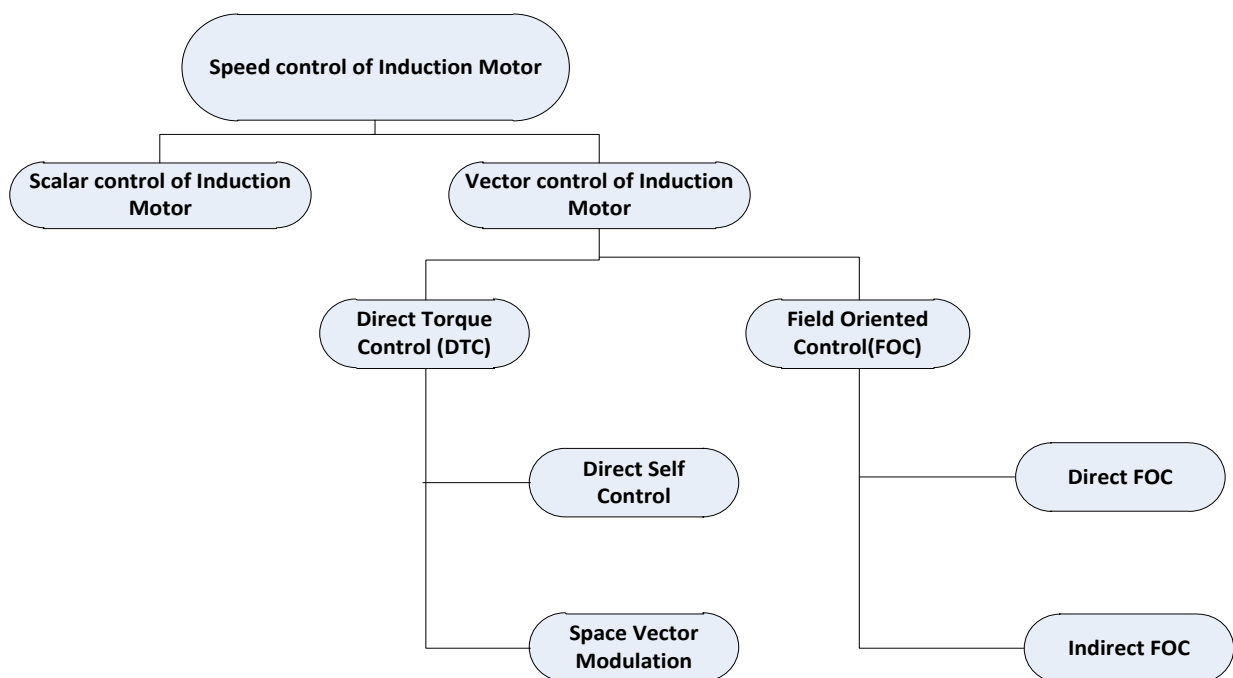 Speed control of Induction Motor
Scalar control of Induction
Motor
Vector control of Induction
Motor
Direct Torque
Control (DTC)
Field Oriented
Control(FOC)
Direct Self
Control
Direct FOC
Space Vector
Modulation
Indirect FOC